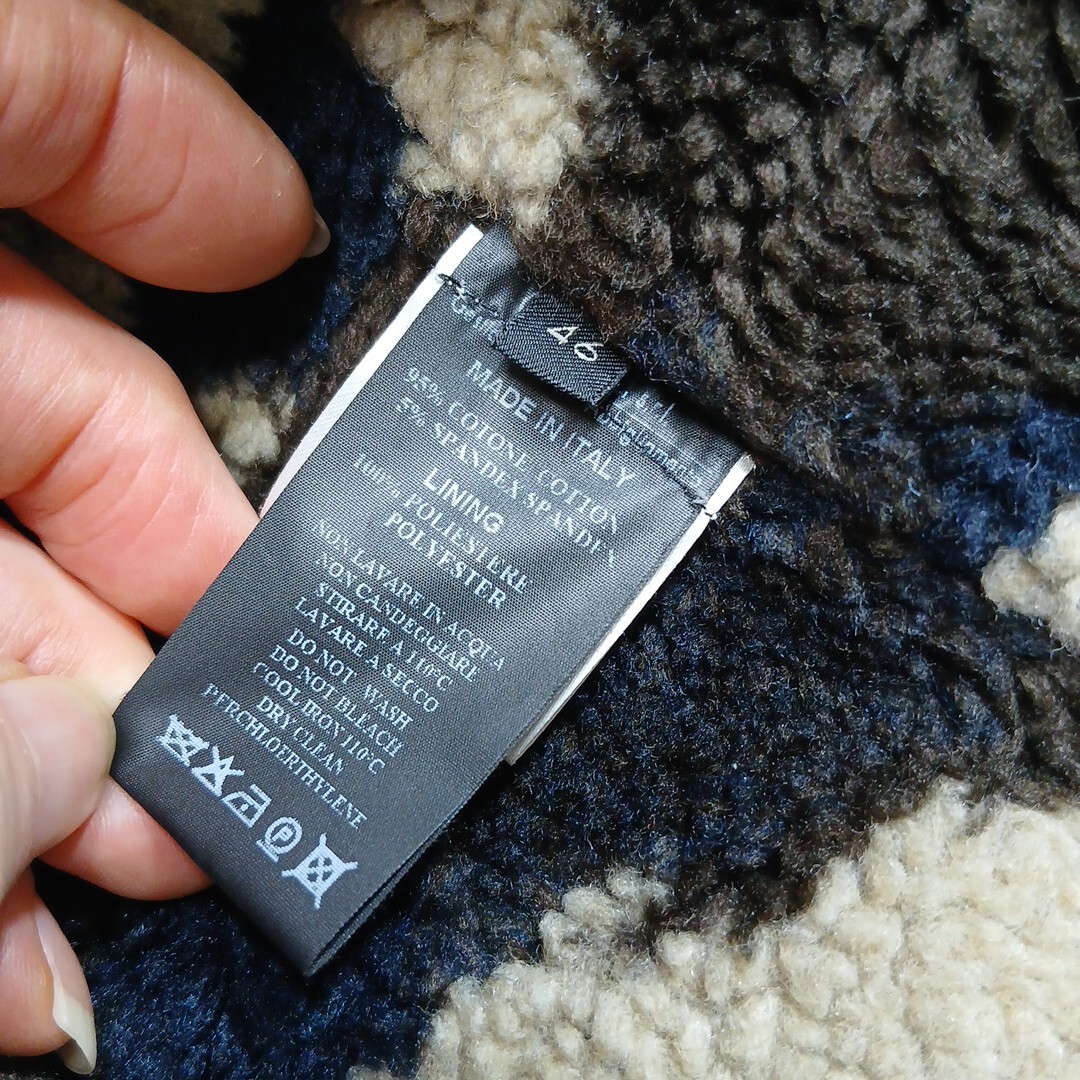 46
MADE IN ITALY
95% COTONE COTTON
5% SPANDEX SPANDEX
LINING
100% POLIESTERE
POLYESTER
NON LAVARE IN ACQUA
NON CANDEGGIARE
STIRARE A 110°C
LAVARE A SECCO
DO NOT WASH
DO NOT BLEACH
COOL IRON 110°C
DRY CLEAN
PERCHLOERTHYLENE
P